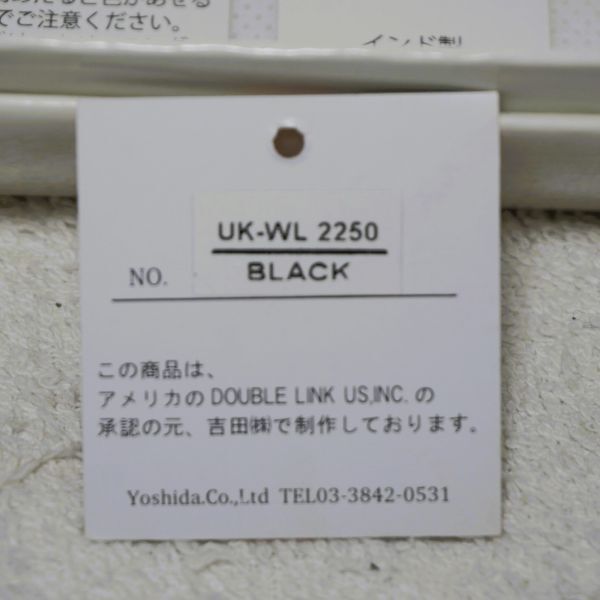 でご注意ください。
インド製
UK-WL 2250
NO. BLACK
この商品は、
アメリカの DOUBLE LINK US,INC. の
承認の元、吉田㈱で制作しております。
Yoshida.Co.,Ltd TEL03-3842-0531